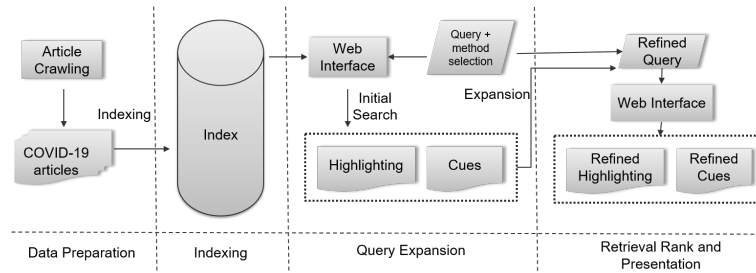 Article
Crawling
Indexing
COVID-19
articles
Index
Web
Interface
Query +
method
selection
Initial
Search
Expansion
Highlighting
Cues
Refined
Query
Web Interface
Refined
Highlighting
Refined
Cues
Data Preparation
Indexing
Query Expansion
Retrieval Rank and
Presentation